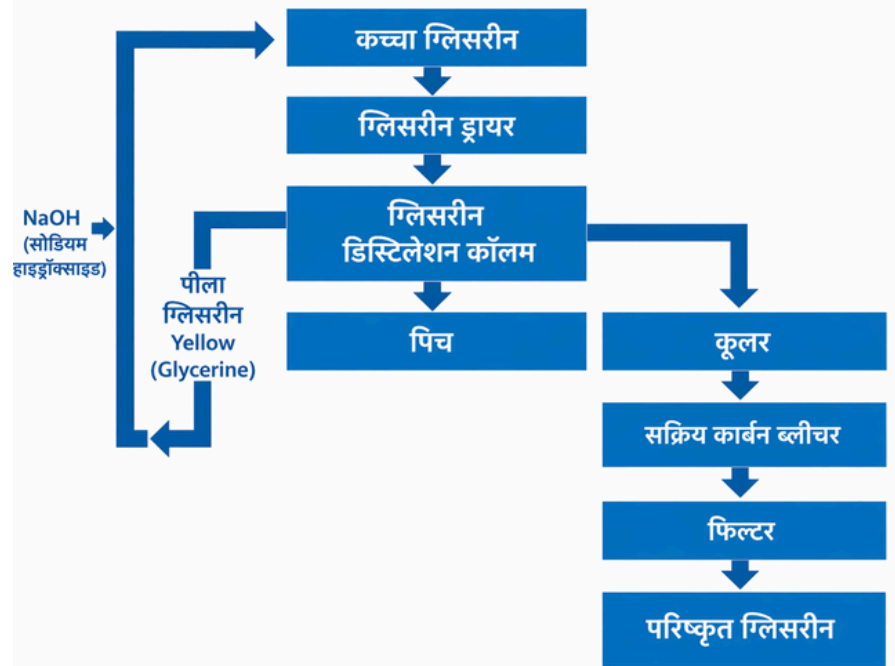 कच्चा ग्लिसरीन
ग्लिसरीन ड्रायर
ग्लिसरीन
डिस्टिलेशन कॉलम
NaOH
(सोडियम
हाइड्रॉक्साइड)
पीला
ग्लिसरीन
Yellow
(Glycerine)
पिच
कूलर
सक्रिय कार्बन ब्लीचर
फिल्टर
परिष्कृत ग्लिसरीन